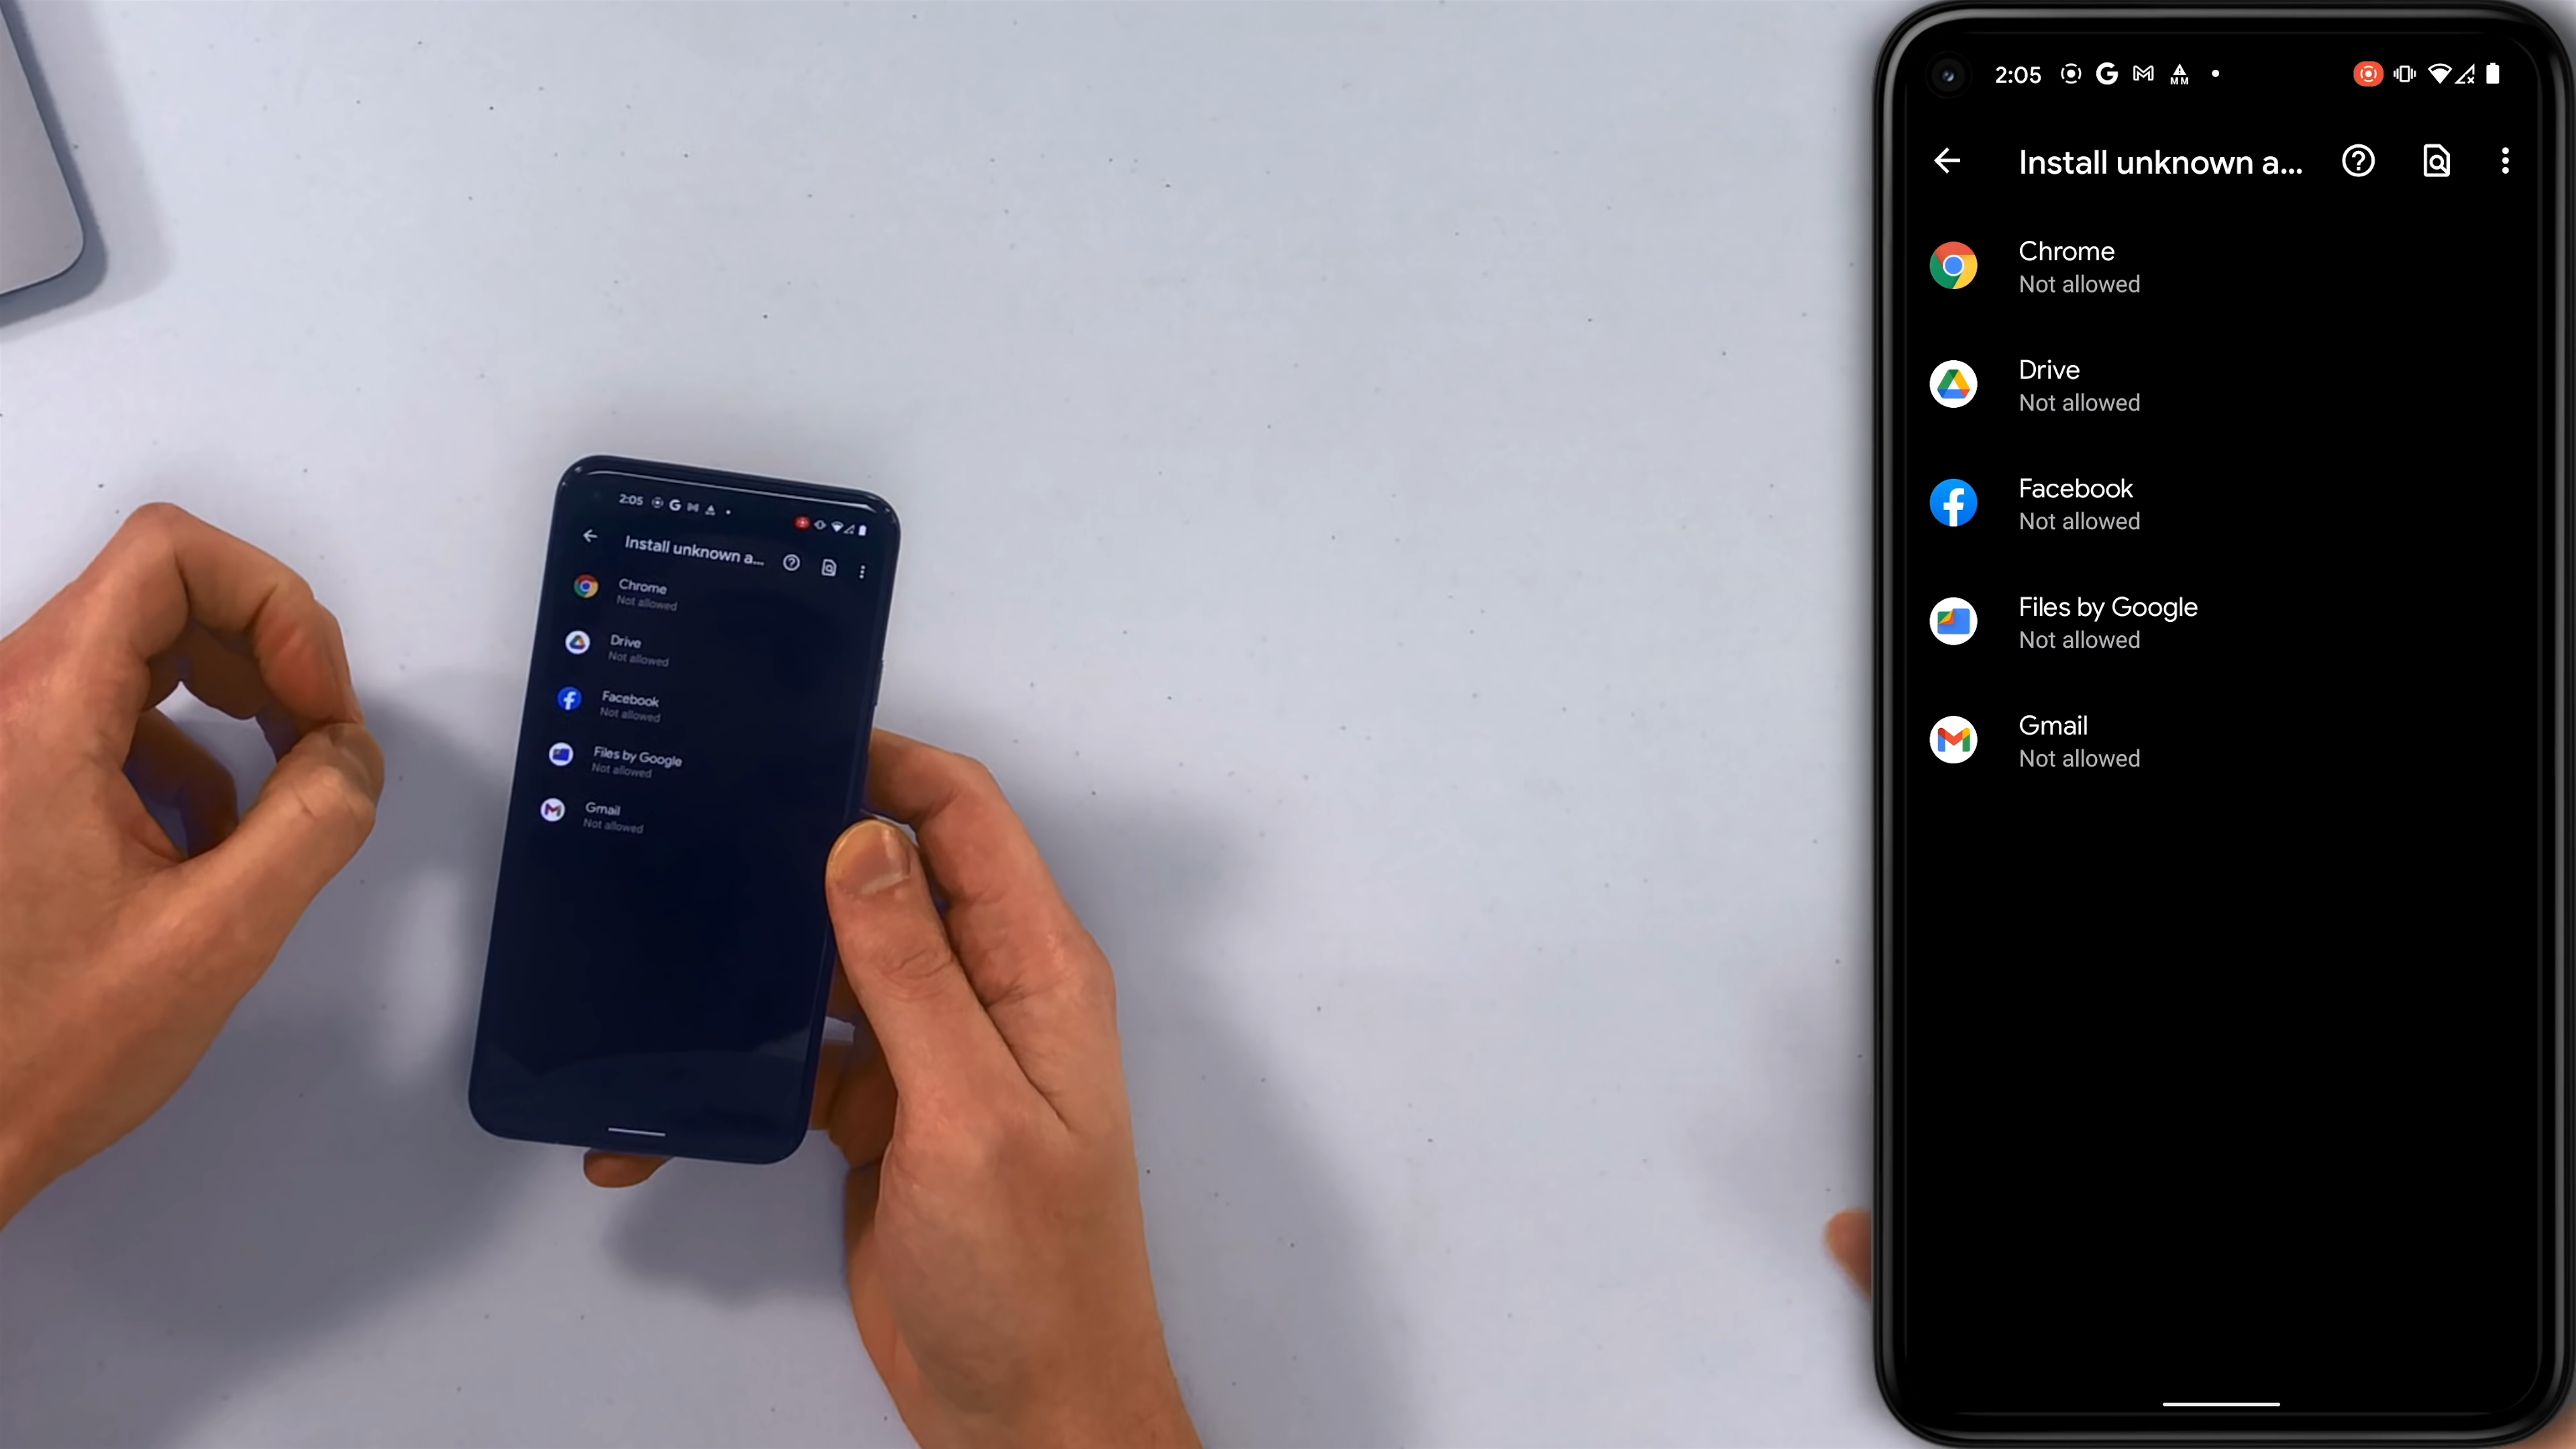 2:05
Install unknown a...
Chrome
Not allowed
Drive
Not allowed
Facebook
Not allowed
Files by Google
Not allowed
Gmail
Not allowed
2:05 G MM
Install unknown a...
Chrome
Not allowed
Drive
Not allowed
Facebook
Not allowed
Files by Google
Not allowed
Gmail
Not allowed